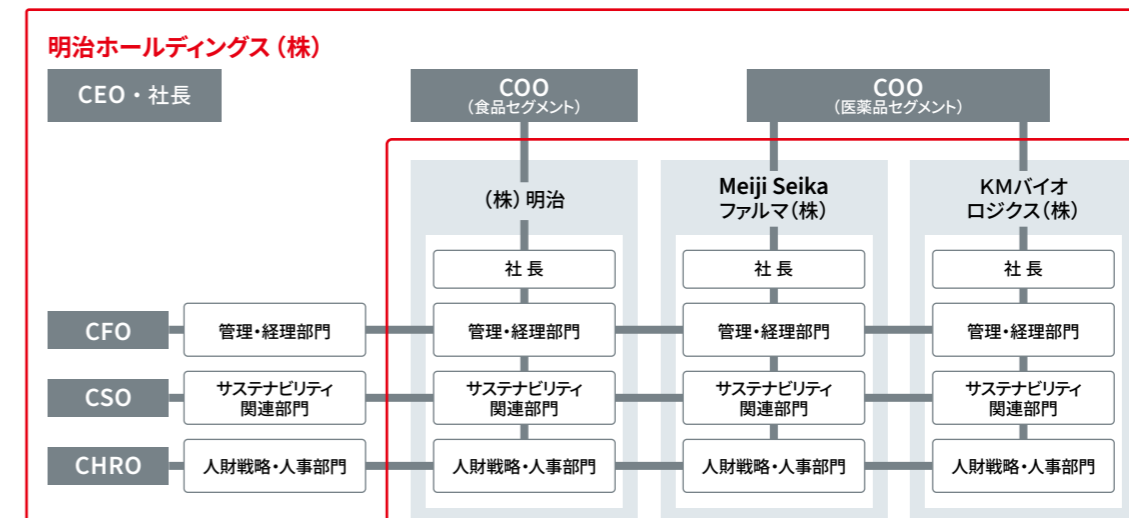 明治ホールディングス（株）
CEO・社長
COO
（食品セグメント）
COO
（医薬品セグメント）
（株）明治
Meiji Seika
ファルマ（株）
KMバイオ
ロジクス（株）
社長
社長
社長
CFO
管理・経理部門
管理・経理部門
管理・経理部門
管理・経理部門
CSO
サステナビリティ
関連部門
サステナビリティ
関連部門
サステナビリティ
関連部門
サステナビリティ
関連部門
CHRO
人財戦略・人事部門
人財戦略・人事部門
人財戦略・人事部門
人財戦略・人事部門